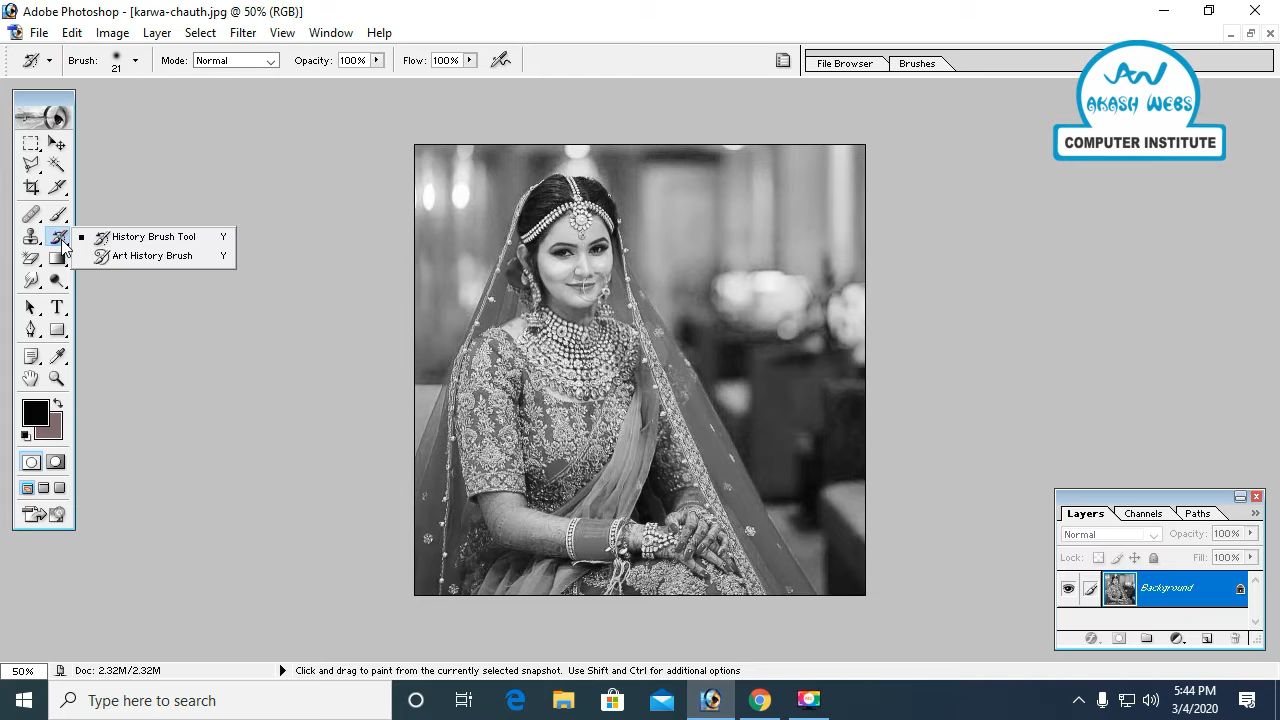 Adobe Photoshop - [karwa-chauth.jpg @ 50% (RGB)]
File Edit Image Layer Select Filter View Window Help
Brush: 21 Mode: Normal Opacity: 100% Flow: 100% File Browser Brushes
AKASH WEBS
COMPUTER INSTITUTE
History Brush Tool Y
Art History Brush Y
T
Layers Channels Paths
Normal Opacity: 100%
Lock: Fill: 100%
Background
50% Doc: 2.32M/2.32M Click and drag to paint from the currently selected snapshot. Use Shift and Ctrl for additional options
Type here to search
5:44 PM
3/4/2020